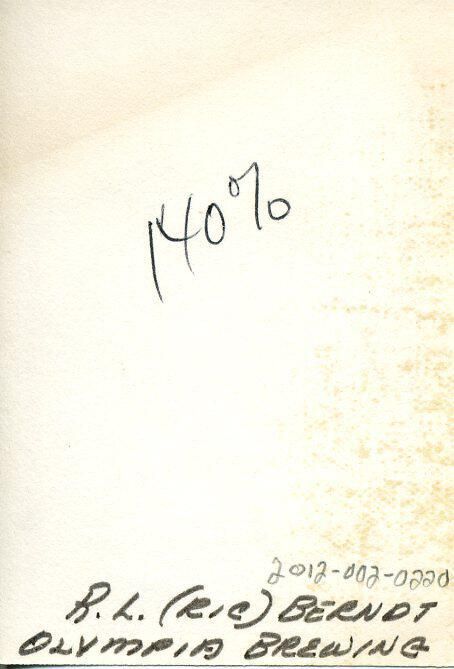 140%
2012-002-0220
R.L. (RIC) BERNDT
OLYMPIA BREWING